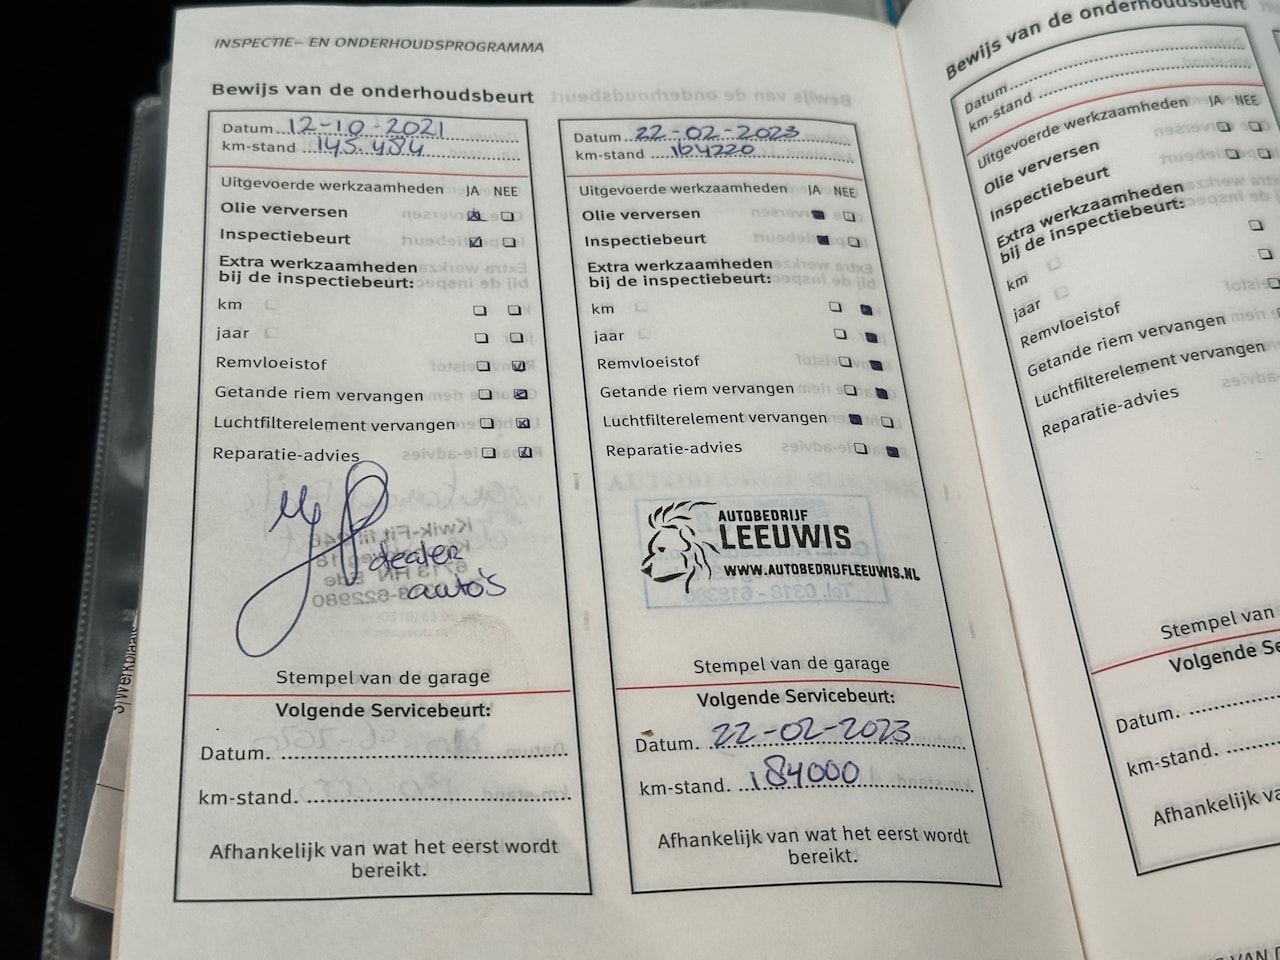 INSPECTIE- EN ONDERHOUDSPROGRAMMA
Bewijs van de onderhoudsbeurt
Datum 12-10-2021
km-stand 145.484
Uitgevoerde werkzaamheden JA NEE
Olie verversen
Inspectiebeurt
Extra werkzaamheden
bij de inspectiebeurt:
km
jaar
Remvloeistof
Getande riem vervangen
Luchtfilterelement vervangen
Reparatie-advies
dealer
auto's
Stempel van de garage
Volgende Servicebeurt:
Datum.
km-stand.
Afhankelijk van wat het eerst wordt
bereikt.
Datum 22-02-2023
km-stand 164220
Uitgevoerde werkzaamheden JA NEE
Olie verversen
Inspectiebeurt
Extra werkzaamheden
bij de inspectiebeurt:
km
jaar
Remvloeistof
Getande riem vervangen
Luchtfilterelement vervangen
Reparatie-advies
AUTOBEDRIJF
LEEUWIS
WWW.AUTOBEDRIJFLEEUWIS.NL
Stempel van de garage
Volgende Servicebeurt:
Datum. 22-02-2023
km-stand. 184000
Afhankelijk van wat het eerst wordt
bereikt.
Bewijs van de onderhoudsbeurt
Datum
km-stand
Uitgevoerde werkzaamheden JA NEE
Olie verversen
Inspectiebeurt
Extra werkzaamheden
bij de inspectiebeurt:
km
jaar
Remvloeistof
Getande riem vervangen
Luchtfilterelement vervangen
Reparatie-advies
Stempel van
Volgende
Datum.
km-stand.
Afhankelijk